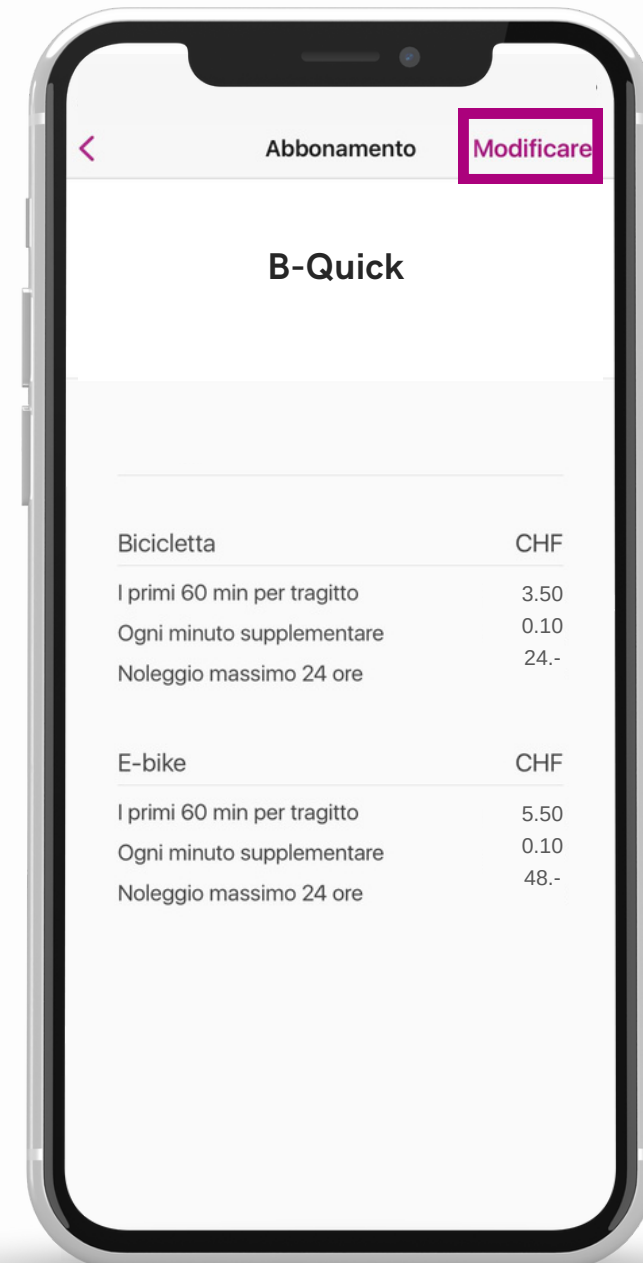 Abbonamento Modificare
B-Quick
Bicicletta CHF
I primi 60 min per tragitto 3.50
Ogni minuto supplementare 0.10
Noleggio massimo 24 ore 24.-
E-bike CHF
I primi 60 min per tragitto 5.50
Ogni minuto supplementare 0.10
Noleggio massimo 24 ore 48.-